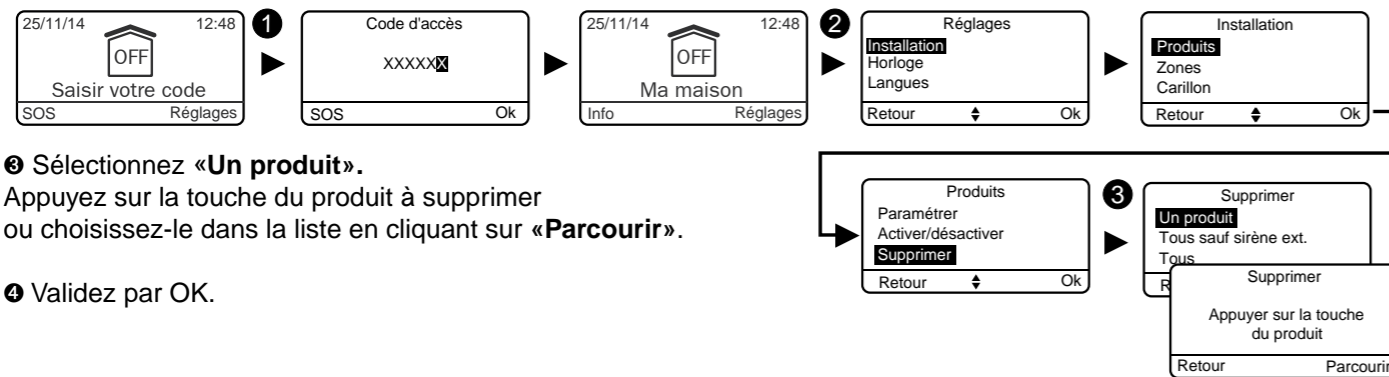 25/11/14 12:48
OFF
Saisir votre code
SOS Réglages
❶
Code d'accès
XXXXXX
SOS Ok
25/11/14 12:48
OFF
Ma maison
Info Réglages
❷
Réglages
Installation
Horloge
Langues
Retour Ok
Installation
Produits
Zones
Carillon
Retour Ok
❸ Sélectionnez «Un produit».
Appuyez sur la touche du produit à supprimer
ou choisissez-le dans la liste en cliquant sur «Parcourir».
❹ Validez par OK.
Produits
Paramétrer
Activer/désactiver
Supprimer
Retour Ok
❸
Supprimer
Un produit
Tous sauf sirène ext.
Tous
R
Supprimer
Appuyer sur la touche
du produit
Retour Parcourir